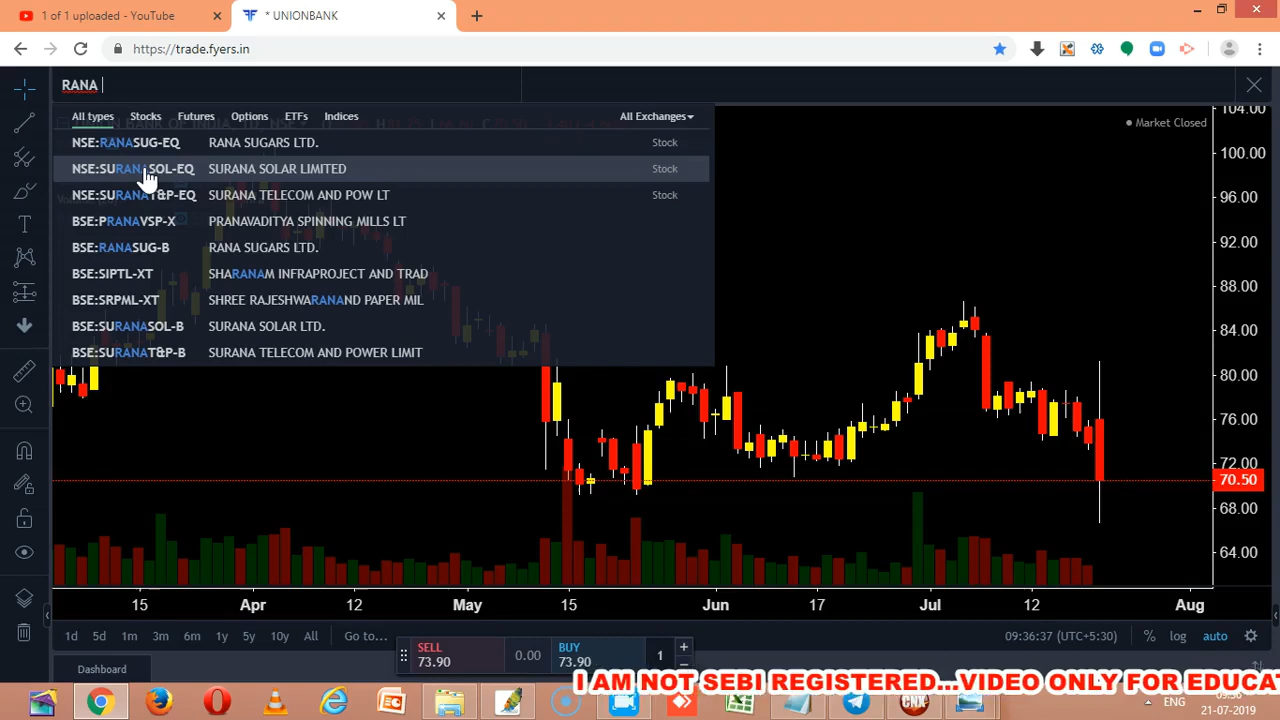 1 of 1 uploaded - YouTube
* UNIONBANK
https://trade.fyers.in
RANA
All types Stocks Futures Options ETFs Indices All Exchanges
NSE:RANASUG-EQ RANA SUGARS LTD. Stock
NSE:SURANASOL-EQ SURANA SOLAR LIMITED Stock
NSE:SURANAT&P-EQ SURANA TELECOM AND POW LT Stock
BSE:PRANAVSP-X PRANAVADITYA SPINNING MILLS LT
BSE:RANASUG-B RANA SUGARS LTD.
BSE:SIPTL-XT SHARANAM INFRAPROJECT AND TRAD
BSE:SRPML-XT SHREE RAJESHWARANAND PAPER MIL
BSE:SURANASOL-B SURANA SOLAR LTD.
BSE:SURANAT&P-B SURANA TELECOM AND POWER LIMIT
Market Closed
104.00
100.00
96.00
92.00
88.00
84.00
80.00
76.00
72.00
70.50
68.00
64.00
15 Apr 12 May 15 Jun 17 Jul 12 Aug
1d 5d 1m 3m 6m 1y 5y 10y All Go to... 09:36:37 (UTC+5:30) % log auto
SELL
73.90
0.00
BUY
73.90
1
Dashboard
I AM NOT SEBI REGISTERED...VIDEO ONLY FOR EDUCAT
ENG
21-07-2019